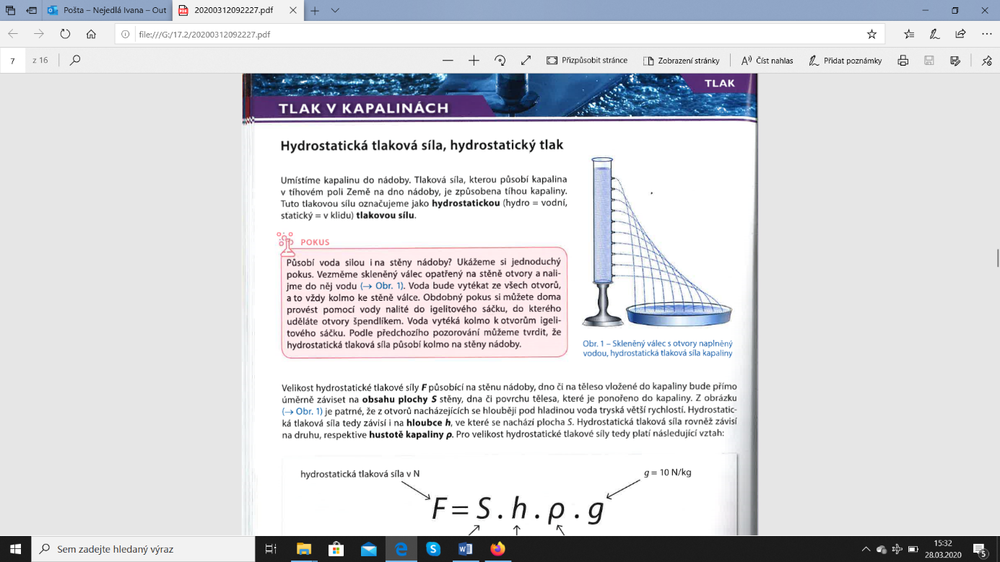 Pošta – Nejedlá Ivana – Out
20200312092227.pdf
file:///G:/17.2/20200312092227.pdf
7 z 16
Přizpůsobit stránce
Zobrazení stránky
Číst nahlas
Přidat poznámky
TLAK
TLAK V KAPALINÁCH
Hydrostatická tlaková síla, hydrostatický tlak
Umístíme kapalinu do nádoby. Tlaková síla, kterou působí kapalina
v tíhovém poli Země na dno nádoby, je způsobena tíhou kapaliny.
Tuto tlakovou sílu označujeme jako hydrostatickou (hydro = vodní,
statický = v klidu) tlakovou sílu.
POKUS
Působí voda silou i na stěny nádoby? Ukážeme si jednoduchý
pokus. Vezměme skleněný válec opatřený na stěně otvory a nali-
jme do něj vodu (→ Obr. 1). Voda bude vytékat ze všech otvorů,
a to vždy kolmo ke stěně válce. Obdobný pokus si můžete doma
provést pomocí vody nalité do igelitového sáčku, do kterého
uděláte otvory špendlíkem. Voda vytéká kolmo k otvorům igeli-
tového sáčku. Podle předchozího pozorování můžeme tvrdit, že
hydrostatická tlaková síla působí kolmo na stěny nádoby.
Obr. 1 – Skleněný válec s otvory naplněný
vodou, hydrostatická tlaková síla kapaliny
Velikost hydrostatické tlakové síly F působící na stěnu nádoby, dno či na těleso vložené do kapaliny bude přímo
úměrně záviset na obsahu plochy S stěny, dna či povrchu tělesa, které je ponořeno do kapaliny. Z obrázku
(→ Obr. 1) je patrné, že z otvorů nacházejících se hlouběji pod hladinou voda tryská větší rychlostí. Hydrostatic-
ká tlaková síla tedy závisí i na hloubce h, ve které se nachází plocha S. Hydrostatická tlaková síla rovněž závisí
na druhu, respektive hustotě kapaliny ρ. Pro velikost hydrostatické tlakové síly tedy platí následující vztah:
hydrostatická tlaková síla v N
g = 10 N/kg
F = S . h . ρ . g
Sem zadejte hledaný výraz
15:32
28.03.2020
5